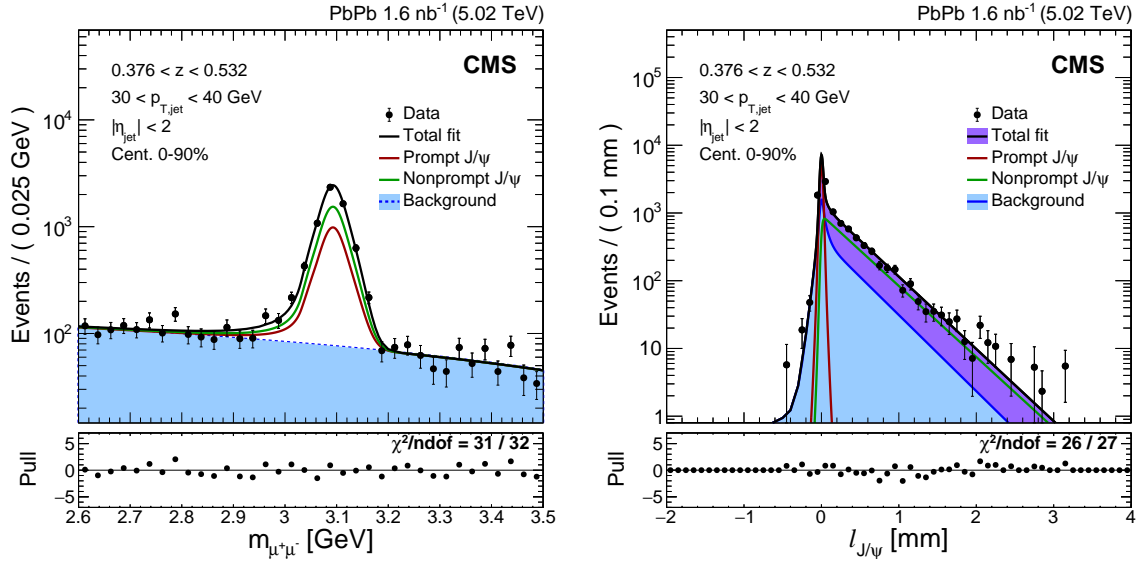 PbPb 1.6 nb⁻¹ (5.02 TeV)
CMS
0.376 < z < 0.532
30 < p_T,jet < 40 GeV
|η_jet| < 2
Cent. 0-90%
Data
Total fit
Prompt J/ψ
Nonprompt J/ψ
Background
Events / ( 0.025 GeV )
10⁴
10³
10²
χ²/ndof = 31 / 32
Pull
5
0
−5
2.6 2.7 2.8 2.9 3 3.1 3.2 3.3 3.4 3.5
m_μ⁺μ⁻ [GeV]
PbPb 1.6 nb⁻¹ (5.02 TeV)
CMS
0.376 < z < 0.532
30 < p_T,jet < 40 GeV
|η_jet| < 2
Cent. 0-90%
Data
Total fit
Prompt J/ψ
Nonprompt J/ψ
Background
Events / ( 0.1 mm )
10⁵
10⁴
10³
10²
10
1
χ²/ndof = 26 / 27
Pull
5
0
−5
−2 −1 0 1 2 3 4
l_J/ψ [mm]